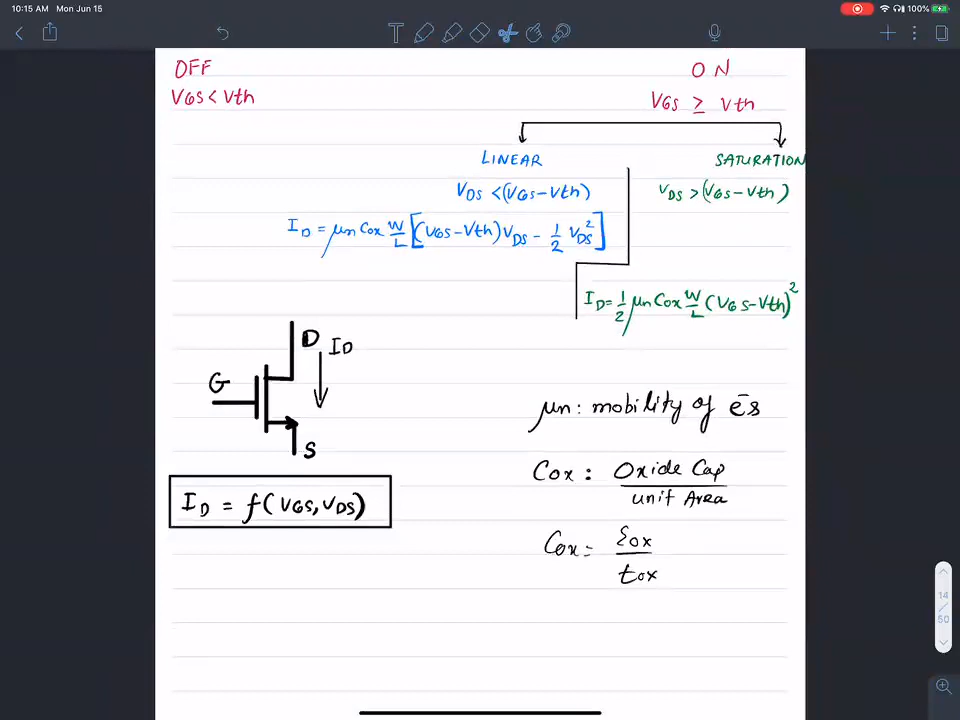 10:15 AM Mon Jun 15
100%
OFF
VGS < Vth
ON
VGS ≥ Vth
LINEAR
VDS < (VGS - Vth)
ID = μn Cox W/L [(VGS - Vth) VDS - 1/2 VDS²]
SATURATION
VDS > (VGS - Vth)
ID = 1/2 μn Cox W/L (VGS - Vth)²
D
ID
G
S
ID = f(VGS, VDS)
μn: mobility of e⁻s
Cox: Oxide Cap / unit Area
Cox = εox / tox
14
/
50